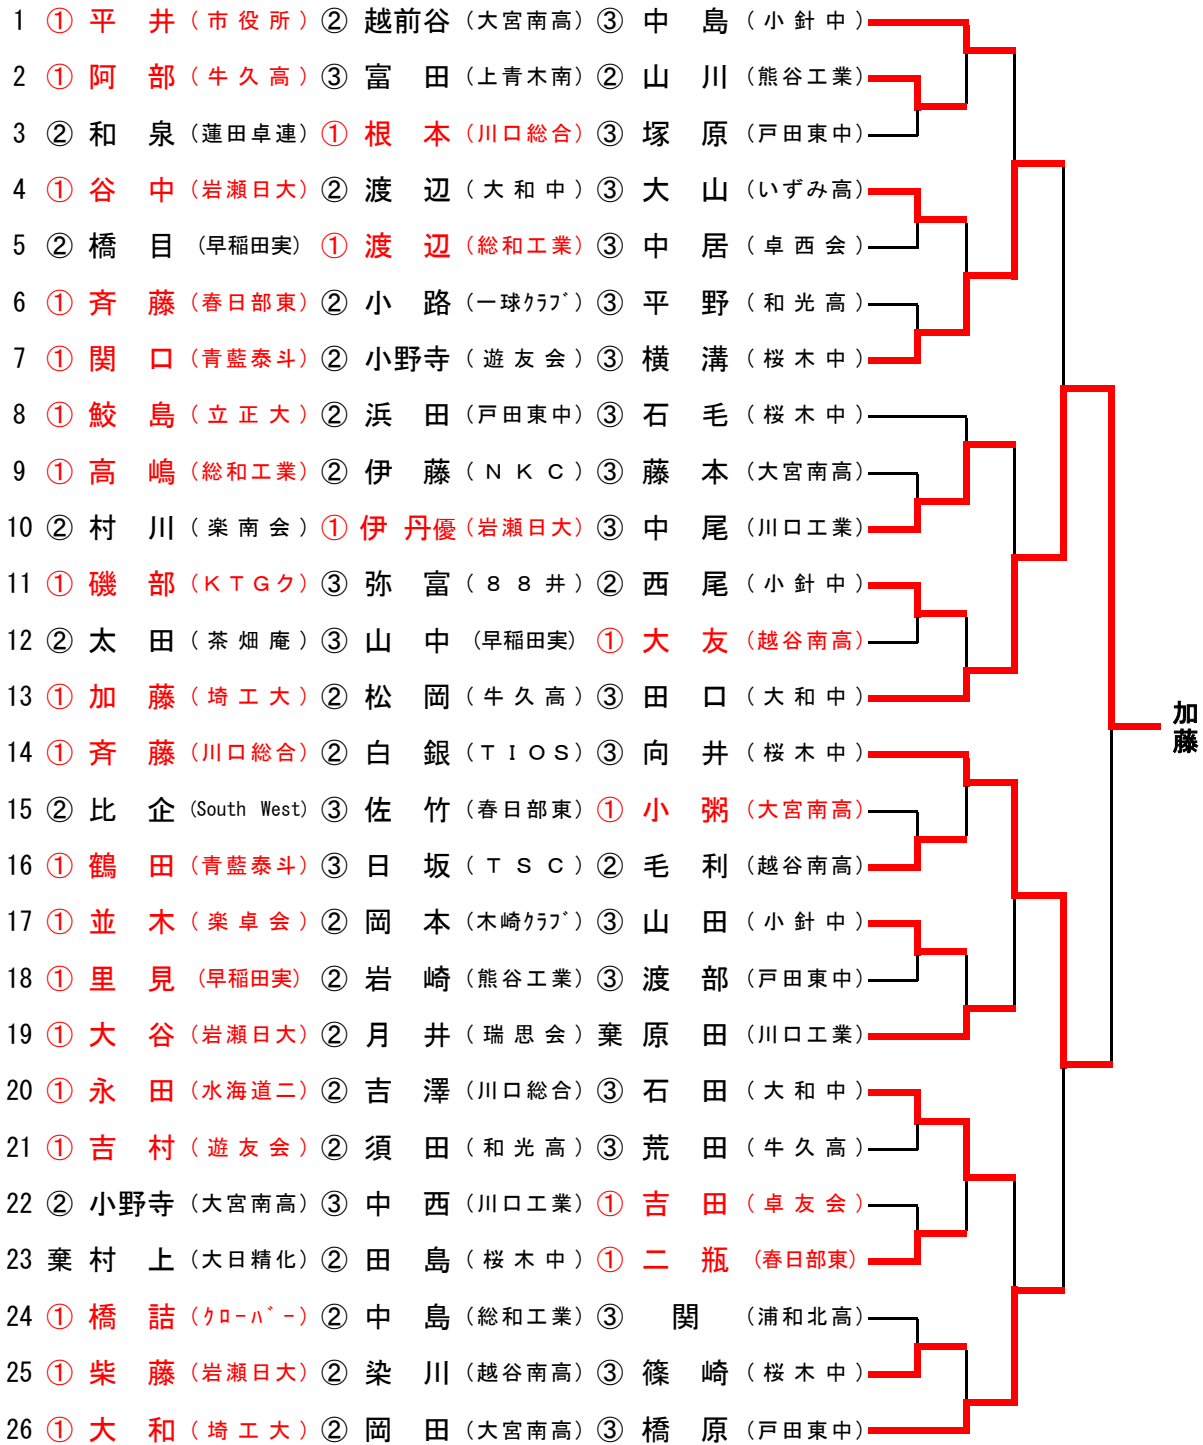 1 ① 平 井 (市役所) ② 越前谷 (大宮南高) ③ 中 島 (小針中)
2 ① 阿 部 (牛久高) ③ 富 田 (上青木南) ② 山 川 (熊谷工業)
3 ② 和 泉 (蓮田卓連) ① 根 本 (川口総合) ③ 塚 原 (戸田東中)
4 ① 谷 中 (岩瀬日大) ② 渡 辺 (大和中) ③ 大 山 (いずみ高)
5 ② 橋 目 (早稲田実) ① 渡 辺 (総和工業) ③ 中 居 (卓西会)
6 ① 斉 藤 (春日部東) ② 小 路 (一球ｸﾗﾌﾞ) ③ 平 野 (和光高)
7 ① 関 口 (青藍泰斗) ② 小野寺 (遊友会) ③ 横 溝 (桜木中)
8 ① 鮫 島 (立正大) ② 浜 田 (戸田東中) ③ 石 毛 (桜木中)
9 ① 高 嶋 (総和工業) ② 伊 藤 (ＮＫＣ) ③ 藤 本 (大宮南高)
10 ② 村 川 (楽南会) ① 伊 丹優 (岩瀬日大) ③ 中 尾 (川口工業)
11 ① 磯 部 (ＫＴＧク) ③ 弥 富 (８８井) ② 西 尾 (小針中)
12 ② 太 田 (茶畑庵) ③ 山 中 (早稲田実) ① 大 友 (越谷南高)
13 ① 加 藤 (埼工大) ② 松 岡 (牛久高) ③ 田 口 (大和中)
加藤
14 ① 斉 藤 (川口総合) ② 白 銀 (ＴＩＯＳ) ③ 向 井 (桜木中)
15 ② 比 企 (South West) ③ 佐 竹 (春日部東) ① 小 粥 (大宮南高)
16 ① 鶴 田 (青藍泰斗) ③ 日 坂 (ＴＳＣ) ② 毛 利 (越谷南高)
17 ① 並 木 (楽卓会) ② 岡 本 (木崎ｸﾗﾌﾞ) ③ 山 田 (小針中)
18 ① 里 見 (早稲田実) ② 岩 崎 (熊谷工業) ③ 渡 部 (戸田東中)
19 ① 大 谷 (岩瀬日大) ② 月 井 (瑞思会) 棄 原 田 (川口工業)
20 ① 永 田 (水海道二) ② 吉 澤 (川口総合) ③ 石 田 (大和中)
21 ① 吉 村 (遊友会) ② 須 田 (和光高) ③ 荒 田 (牛久高)
22 ② 小野寺 (大宮南高) ③ 中 西 (川口工業) ① 吉 田 (卓友会)
23 棄 村 上 (大日精化) ② 田 島 (桜木中) ① 二 瓶 (春日部東)
24 ① 橋 詰 (ｸﾛｰﾊﾞｰ) ② 中 島 (総和工業) ③ 関 (浦和北高)
25 ① 柴 藤 (岩瀬日大) ② 染 川 (越谷南高) ③ 篠 崎 (桜木中)
26 ① 大 和 (埼工大) ② 岡 田 (大宮南高) ③ 橋 原 (戸田東中)